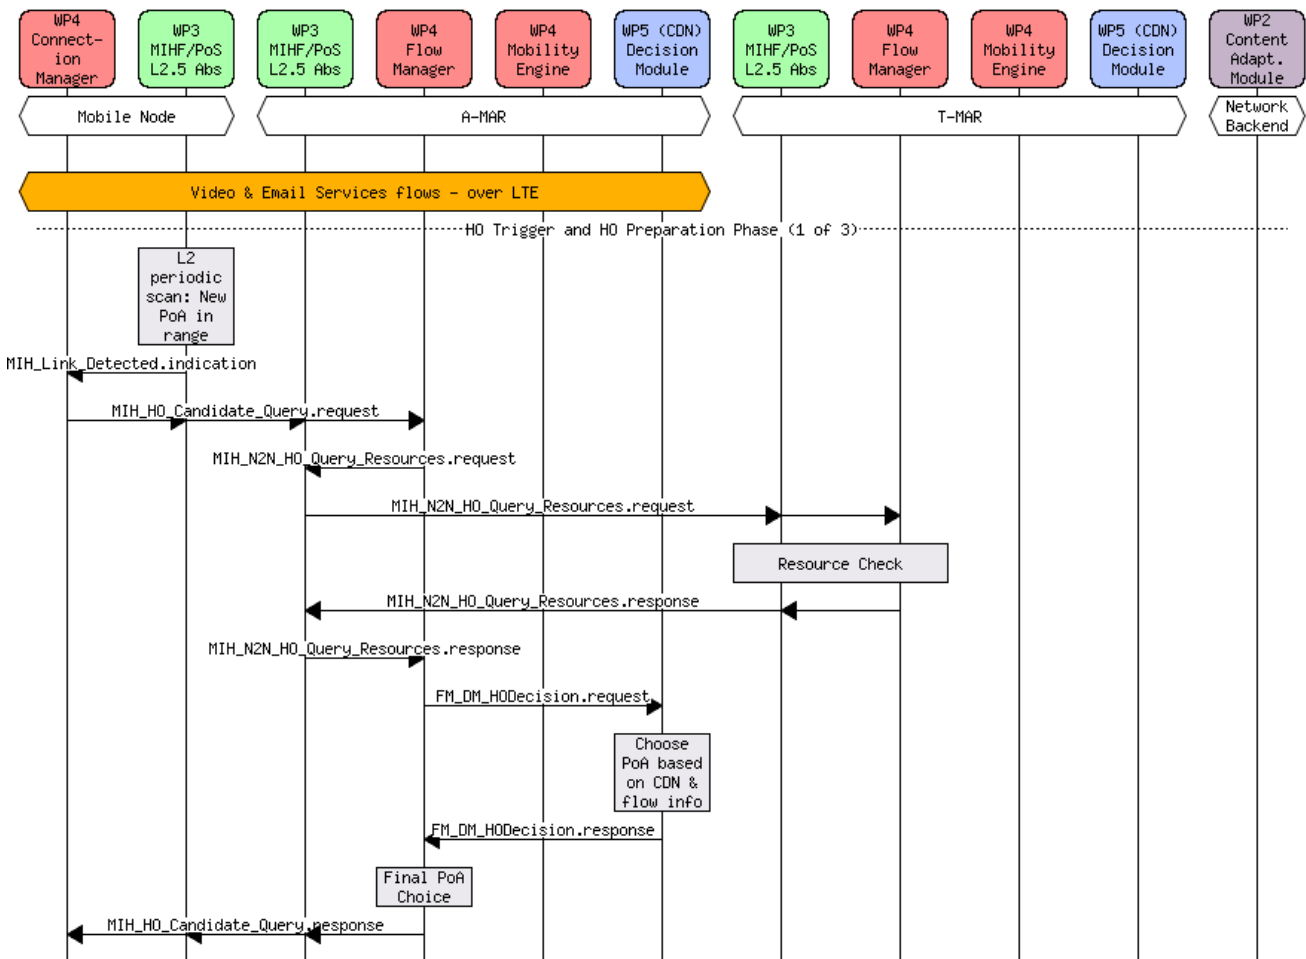 WP4
Connect-
ion
Manager
WP3
MIHF/PoS
L2.5 Abs
WP3
MIHF/PoS
L2.5 Abs
WP4
Flow
Manager
WP4
Mobility
Engine
WP5 (CDN)
Decision
Module
WP3
MIHF/PoS
L2.5 Abs
WP4
Flow
Manager
WP4
Mobility
Engine
WP5 (CDN)
Decision
Module
WP2
Content
Adapt.
Module
Mobile Node
A-MAR
T-MAR
Network
Backend
Video & Email Services flows - over LTE
HO Trigger and HO Preparation Phase (1 of 3)
L2
periodic
scan: New
PoA in
range
MIH_Link_Detected.indication
MIH_HO_Candidate_Query.request
MIH_N2N_HO_Query_Resources.request
MIH_N2N_HO_Query_Resources.request
Resource Check
MIH_N2N_HO_Query_Resources.response
MIH_N2N_HO_Query_Resources.response
FM_DM_HODecision.request
Choose
PoA based
on CDN &
flow info
FM_DM_HODecision.response
Final PoA
Choice
MIH_HO_Candidate_Query.response